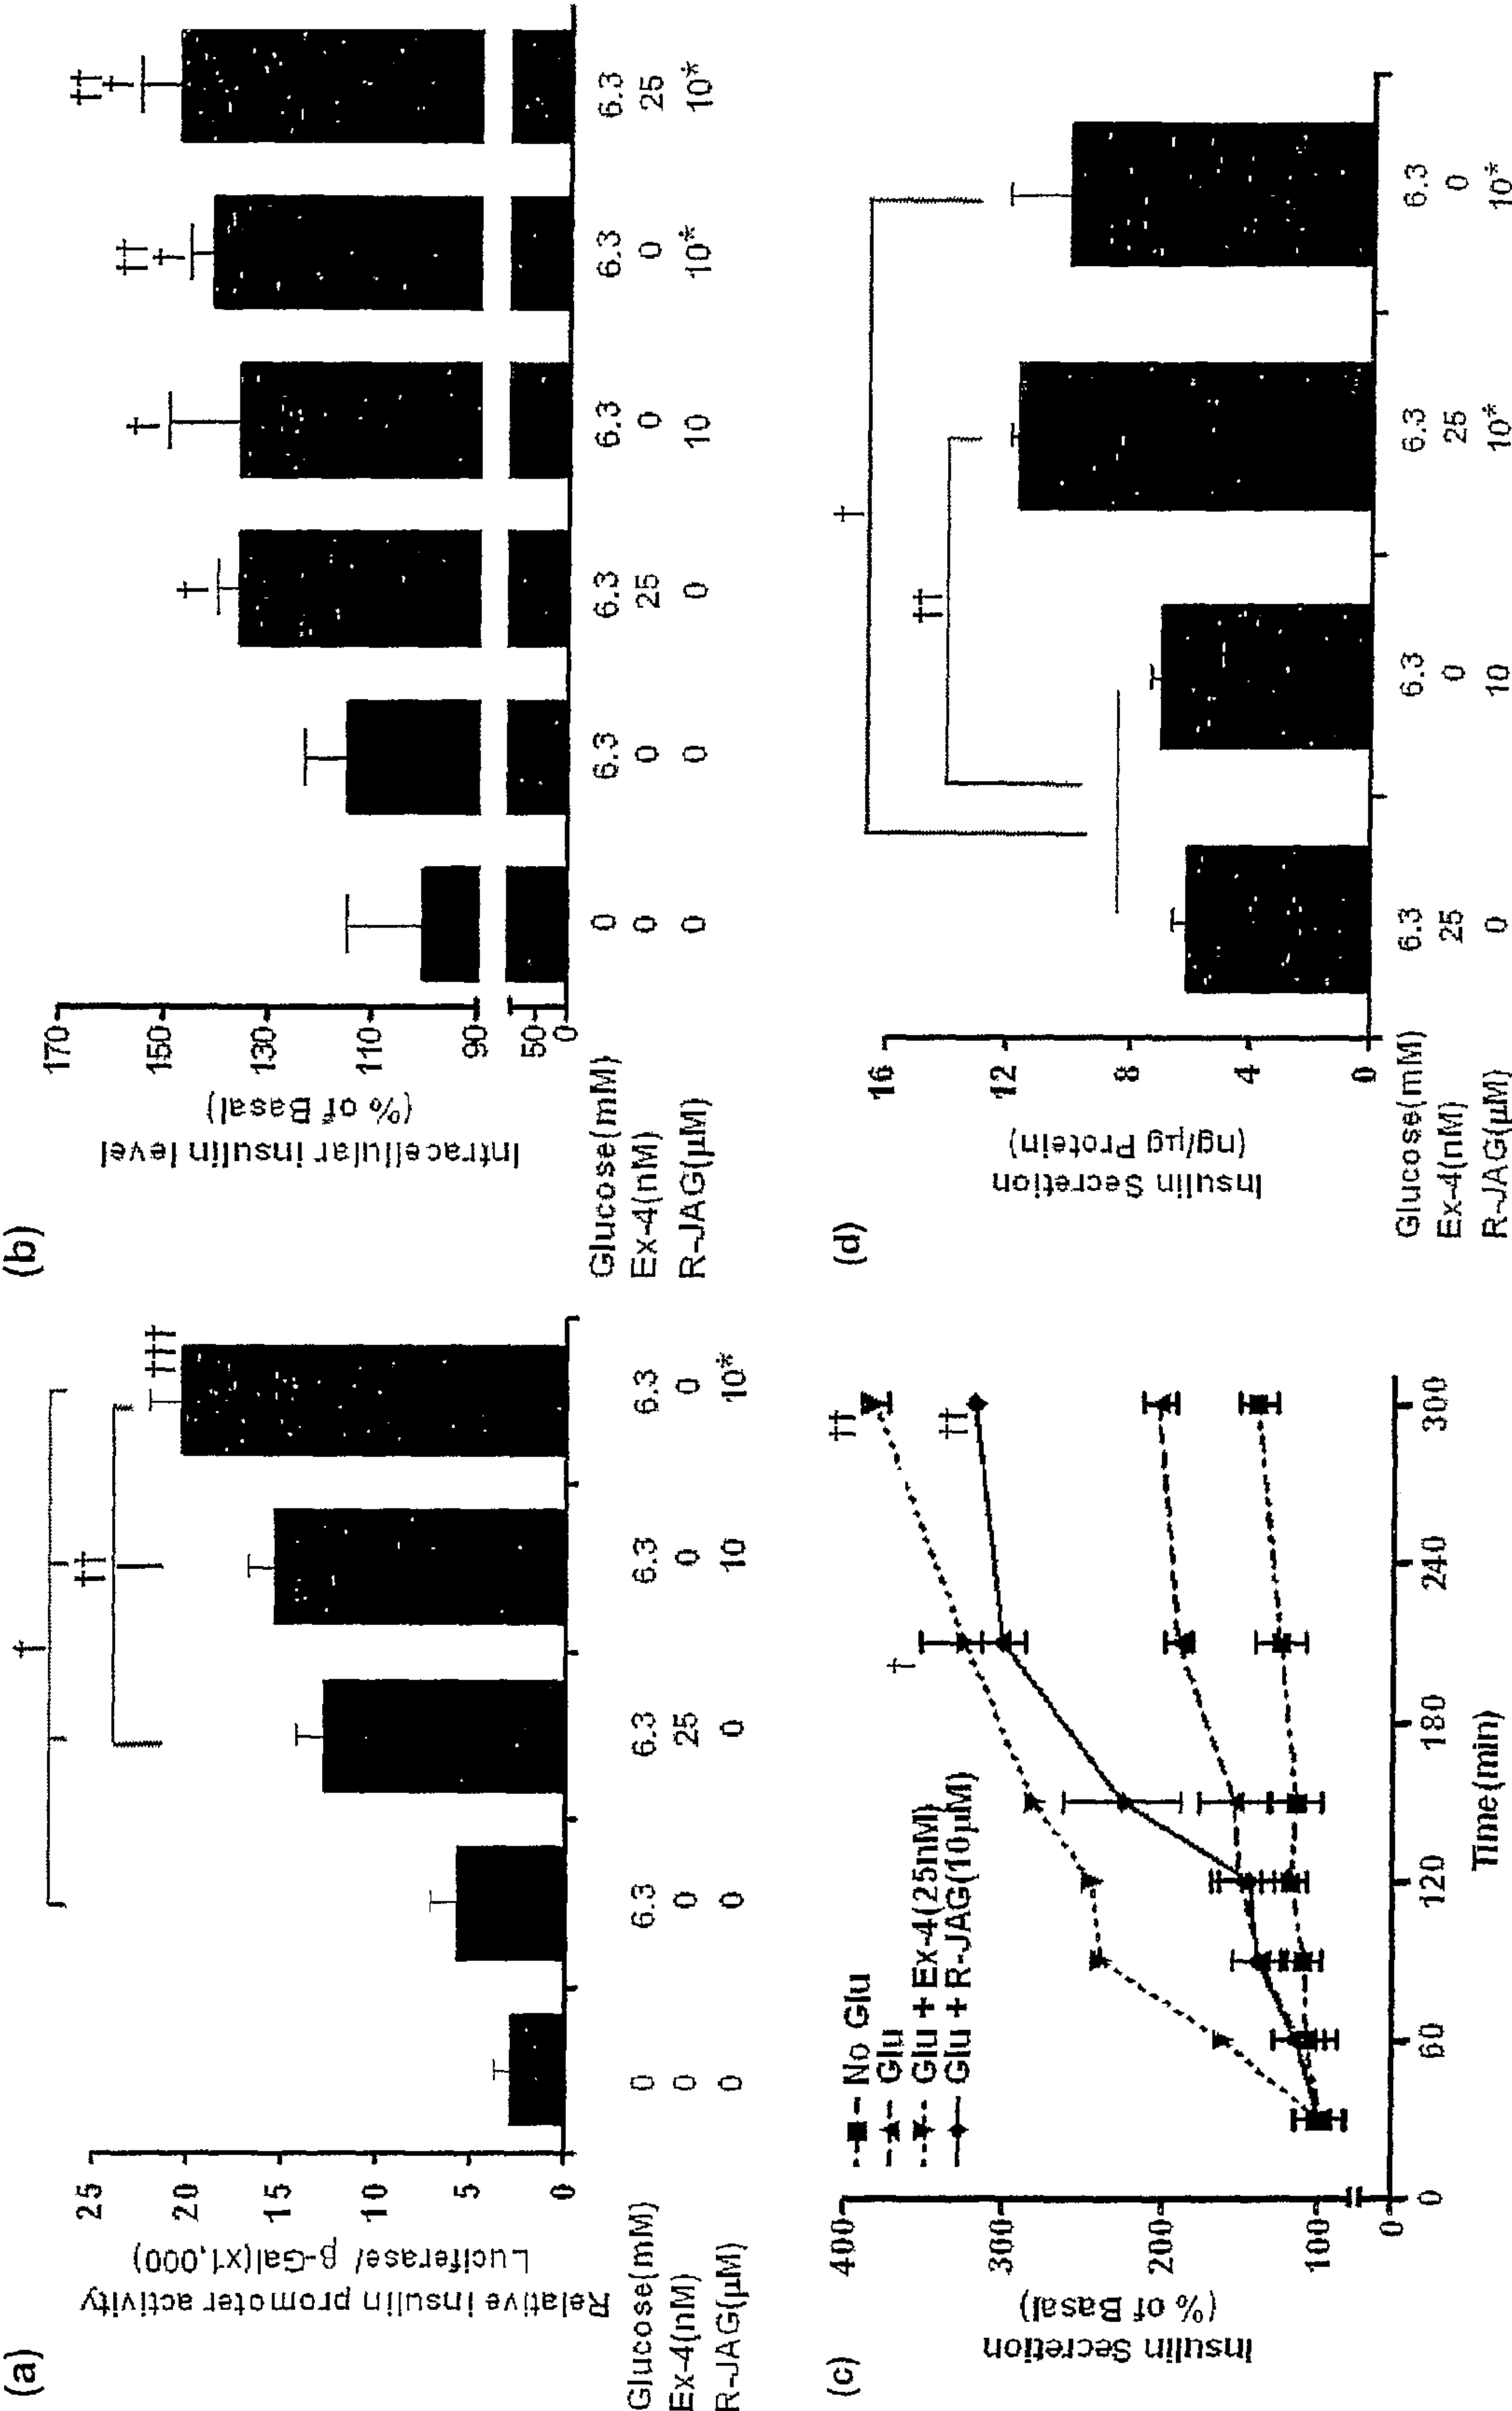 (a)
Relative insulin promoter activity
Luciferase/ β-Gal(x1,000)
25
20
15
10
5
0
†
††
†††
Glucose(mM) 0 6.3 6.3 6.3 6.3
Ex-4(nM) 0 0 25 0 0
R-JAG(μM) 0 0 0 10 10*
(b)
Intracellular insulin level
(% of Basal)
170
150
130
110
90
50
0
† † †† † †† †
Glucose(mM) 0 6.3 6.3 6.3 6.3 6.3
Ex-4(nM) 0 0 25 0 0 25
R-JAG(μM) 0 0 0 10 10* 10*
(c)
Insulin Secretion
(% of Basal)
400
300
200
100
0
No Glu
Glu
Glu + Ex-4(25nM)
Glu + R-JAG(10μM)
†
††
††
0 60 120 180 240 300
Time(min)
(d)
Insulin Secretion
(ng/μg Protein)
16
12
8
4
0
†
††
Glucose(mM) 6.3 6.3 6.3 6.3
Ex-4(nM) 25 0 25 0
R-JAG(μM) 0 10 10* 10*